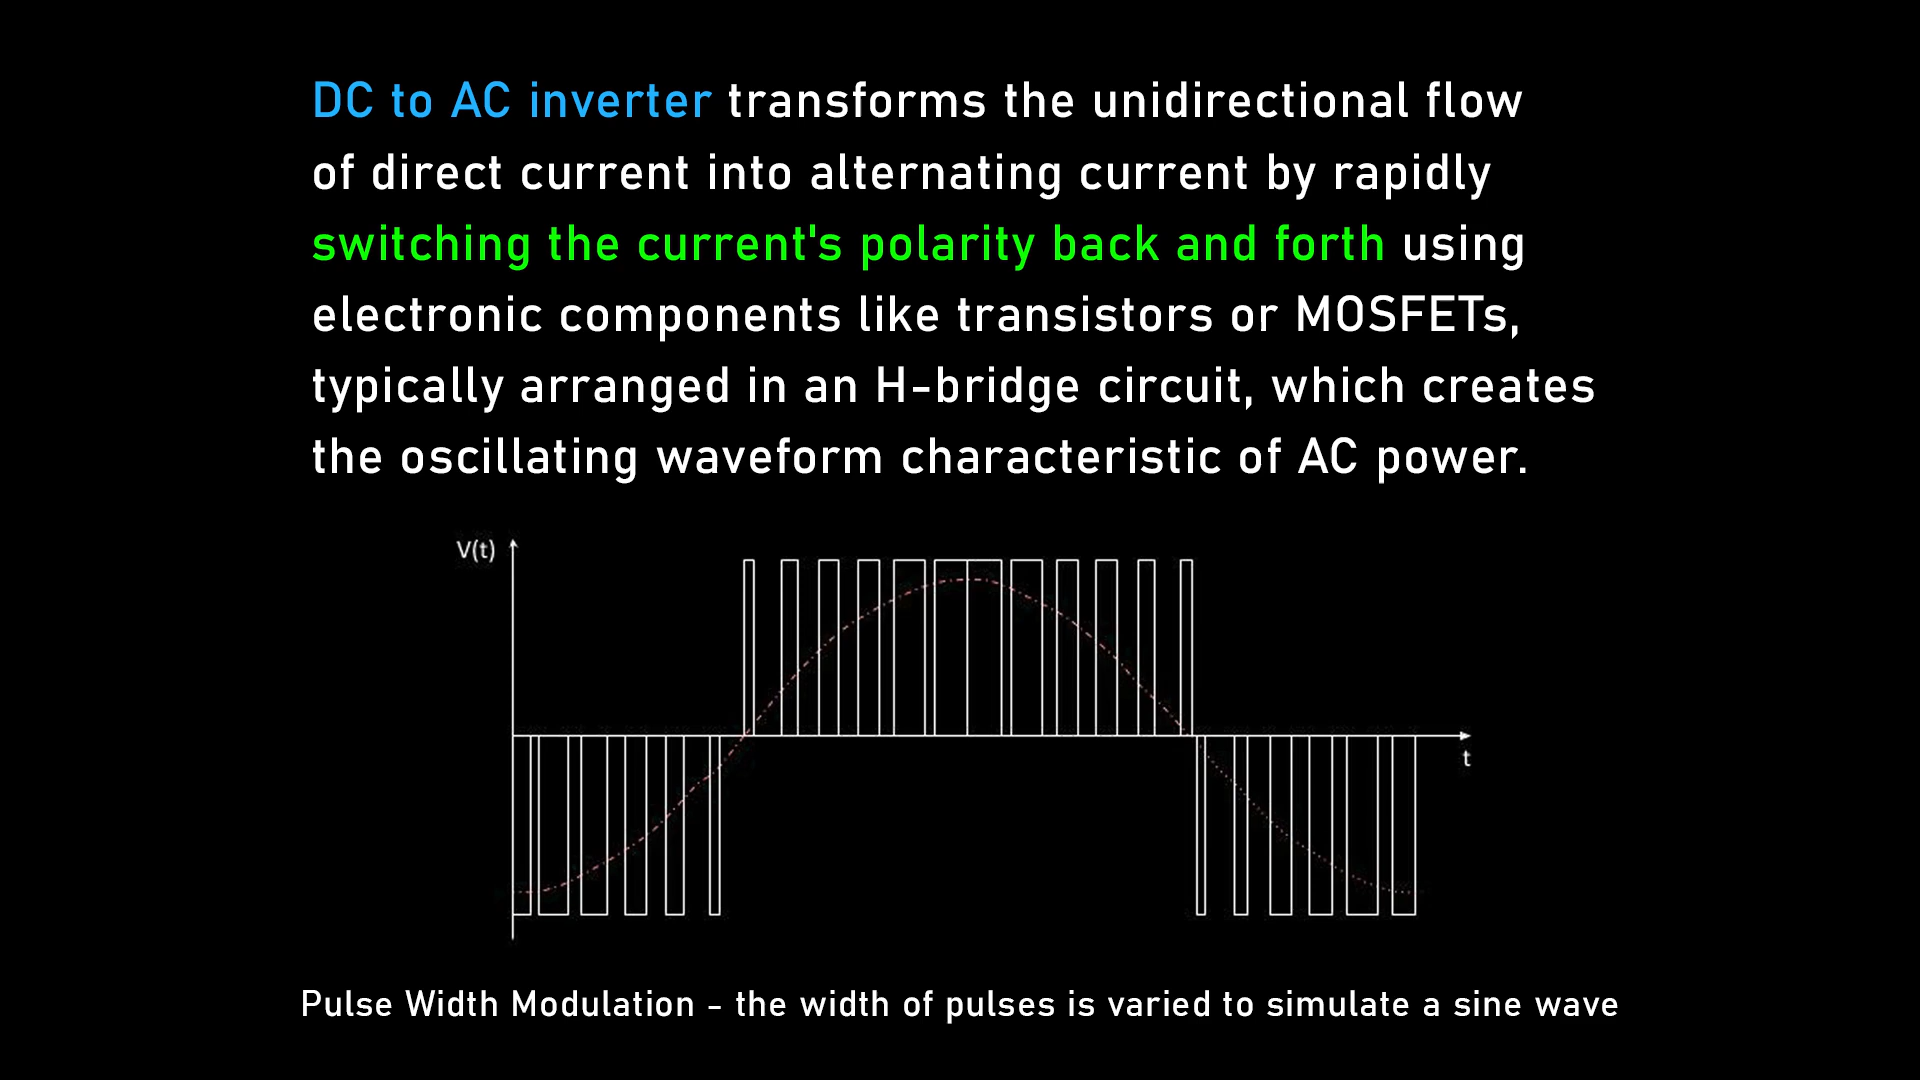 DC to AC inverter transforms the unidirectional flow
of direct current into alternating current by rapidly
switching the current's polarity back and forth using
electronic components like transistors or MOSFETs,
typically arranged in an H-bridge circuit, which creates
the oscillating waveform characteristic of AC power.
V(t)
t
Pulse Width Modulation - the width of pulses is varied to simulate a sine wave